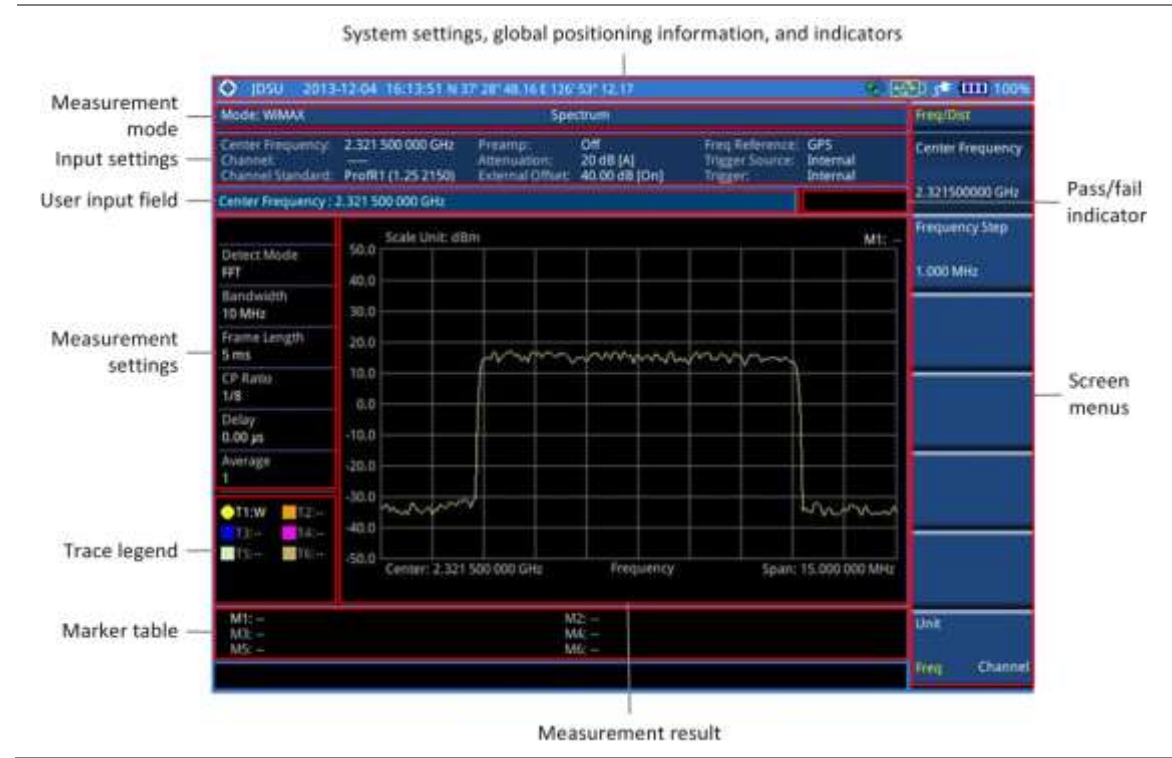 System settings, global positioning information, and indicators
JDSU 2013-12-04 16:13:51 N 37° 28" 48.16 E 126° 53" 12.17 100%
Measurement mode
Mode: WiMAX Spectrum
Freq/Dist
Input settings
Center Frequency: 2.321 500 000 GHz Preamp: Off Freq Reference: GPS
Channel: ---- Attenuation: 20 dB [A] Trigger Source: Internal
Channel Standard: ProfR1 (1.25 2150) External Offset: 40.00 dB [On] Trigger: Internal
Center Frequency
2.321500000 GHz
User input field
Center Frequency : 2.321 500 000 GHz
Pass/fail indicator
Frequency Step
1.000 MHz
Measurement settings
Detect Mode
FFT
Bandwidth
10 MHz
Frame Length
5 ms
CP Ratio
1/8
Delay
0.00 µs
Average
1
Scale Unit: dBm M1: --
50.0
40.0
30.0
20.0
10.0
0.0
-10.0
-20.0
-30.0
-40.0
-50.0
Center: 2.321 500 000 GHz Frequency Span: 15.000 000 MHz
Screen menus
Trace legend
T1:W T2:--
T3:-- T4:--
T5:-- T6:--
Marker table
M1: -- M2: --
M3: -- M4: --
M5: -- M6: --
Unit
Freq Channel
Measurement result